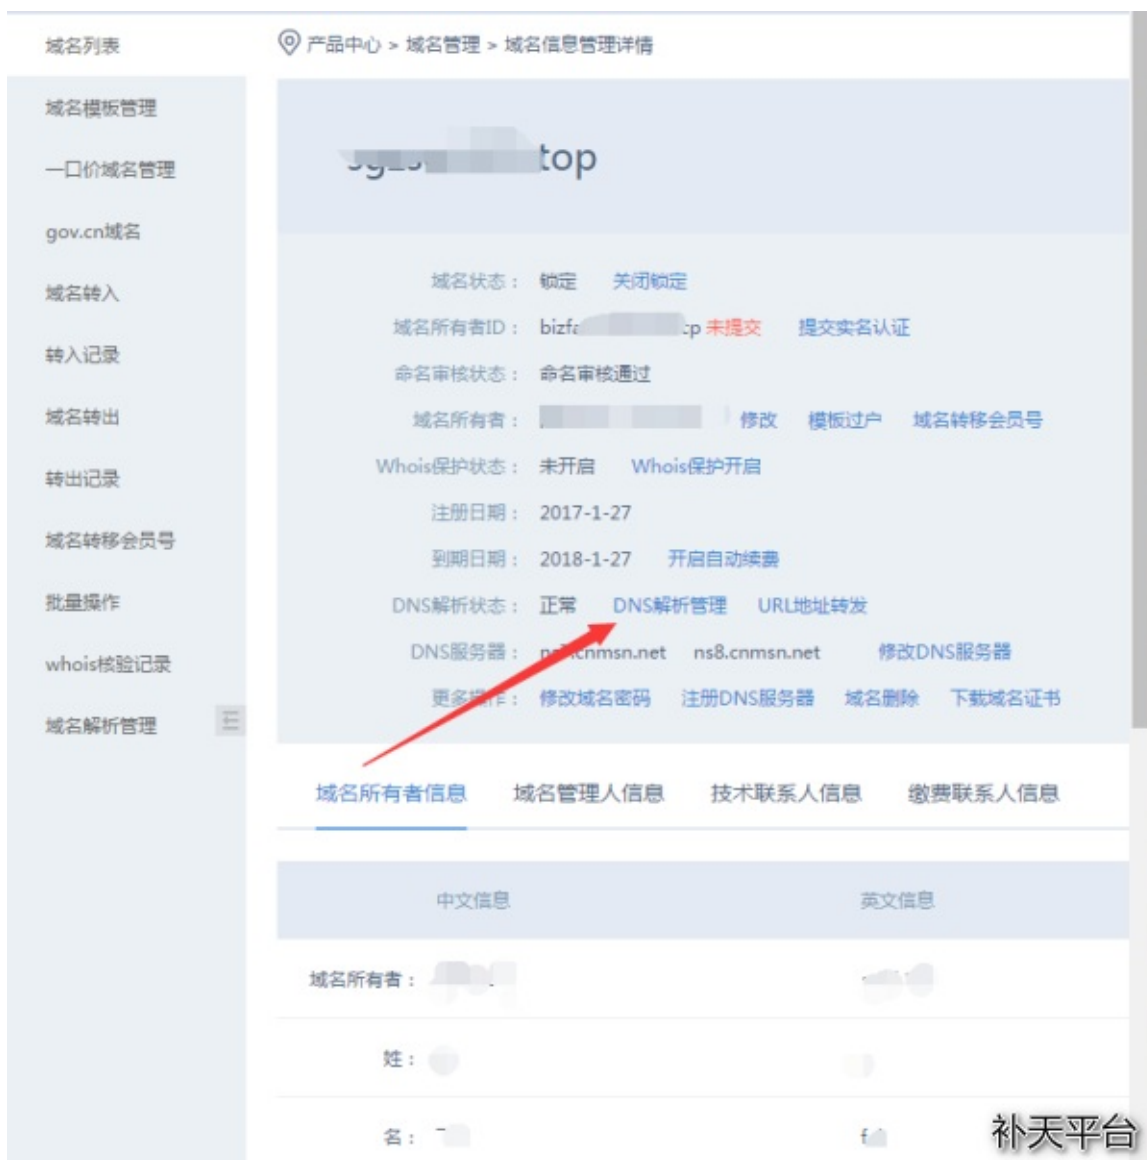 域名列表
产品中心 > 域名管理 > 域名信息管理详情
域名模板管理
一口价域名管理
gov.cn域名
域名转入
转入记录
域名转出
转出记录
域名转移会员号
批量操作
whois核验记录
域名解析管理
top
域名状态： 锁定 关闭锁定
域名所有者ID： bizfa cp 未提交 提交实名认证
命名审核状态： 命名审核通过
域名所有者： 修改 模板过户 域名转移会员号
Whois保护状态： 未开启 Whois保护开启
注册日期： 2017-1-27
到期日期： 2018-1-27 开启自动续费
DNS解析状态： 正常 DNS解析管理 URL地址转发
DNS服务器： .cnmsn.net ns8.cnmsn.net 修改DNS服务器
更多操作： 修改域名密码 注册DNS服务器 域名删除 下载域名证书
域名所有者信息 域名管理人信息 技术联系人信息 缴费联系人信息
中文信息 英文信息
域名所有者：
姓：
名：
补天平台